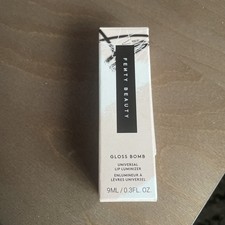 FENTY BEAUTY
GLOSS BOMB
UNIVERSAL
LIP LUMINIZER
ENLUMINEUR À
LÈVRES UNIVERSEL
9ML / 0.3FL. OZ.